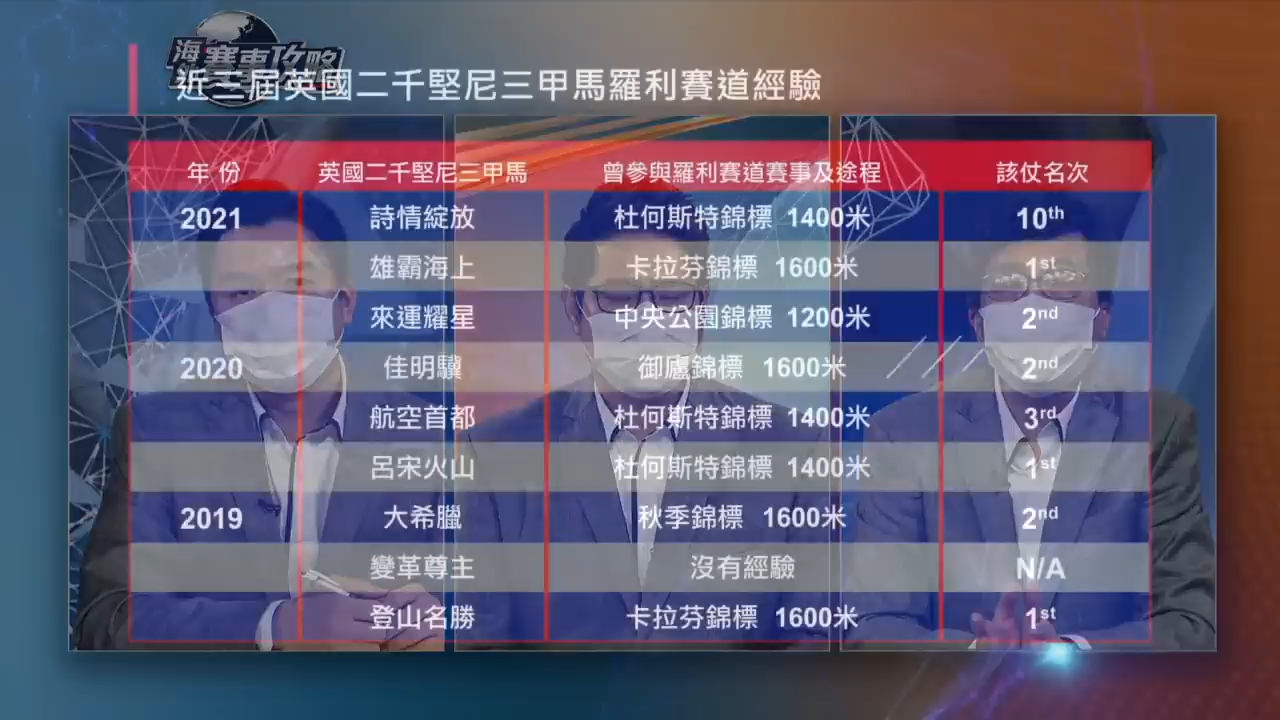 海外賽事攻略
近三屆英國二千堅尼三甲馬羅利賽道經驗
年份 英國二千堅尼三甲馬 曾參與羅利賽道賽事及途程 該仗名次
2021 詩情綻放 杜何斯特錦標 1400米 10th
雄霸海上 卡拉芬錦標 1600米 1st
來運耀星 中央公園錦標 1200米 2nd
2020 佳明驥 御廬錦標 1600米 2nd
航空首都 杜何斯特錦標 1400米 3rd
呂宋火山 杜何斯特錦標 1400米 1st
2019 大希臘 秋季錦標 1600米 2nd
變革尊主 沒有經驗 N/A
登山名勝 卡拉芬錦標 1600米 1st